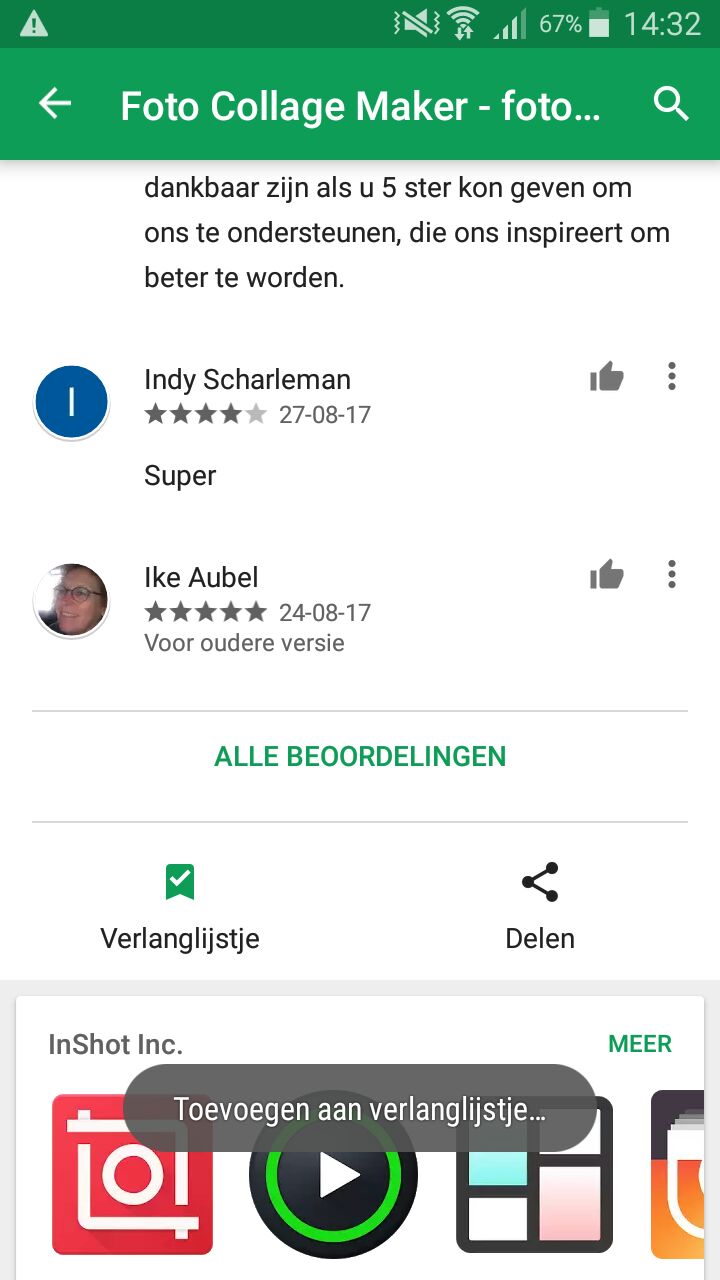 67% 14:32
Foto Collage Maker - foto...
dankbaar zijn als u 5 ster kon geven om
ons te ondersteunen, die ons inspireert om
beter te worden.
I
Indy Scharleman
27-08-17
Super
Ike Aubel
24-08-17
Voor oudere versie
ALLE BEOORDELINGEN
Verlanglijstje
Delen
InShot Inc.
MEER
Toevoegen aan verlanglijstje...